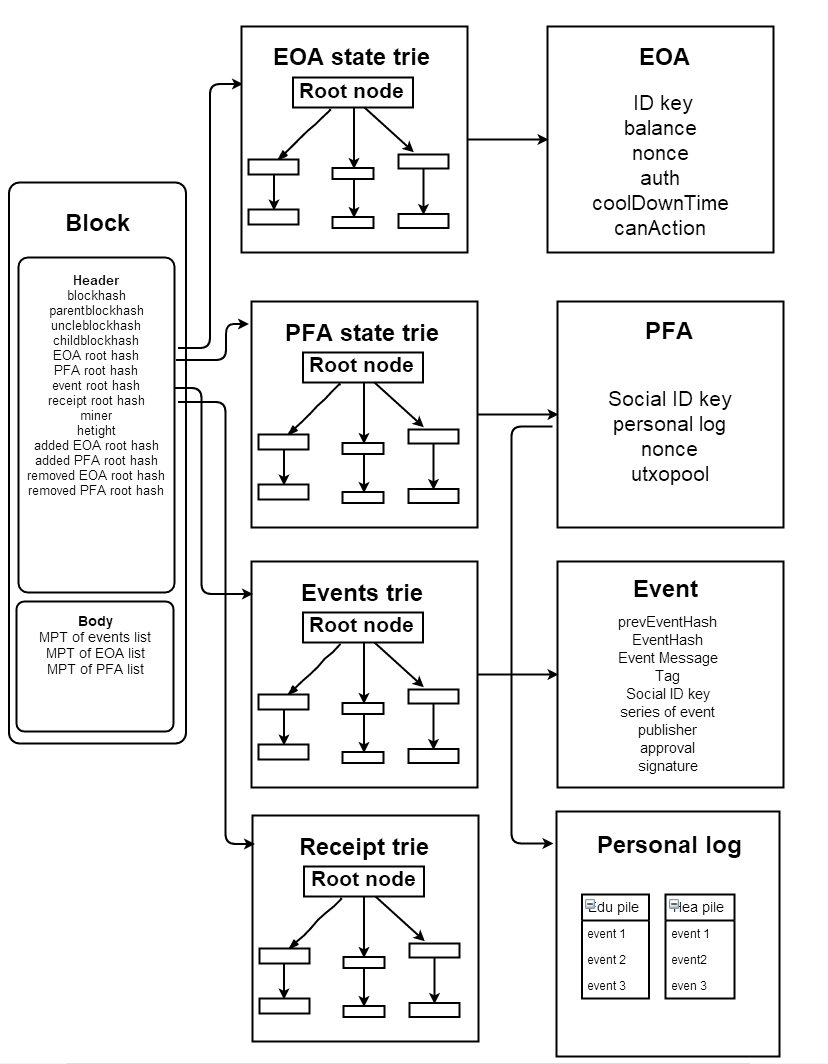 Block
Header
blockhash
parentblockhash
uncleblockhash
childblockhash
EOA root hash
PFA root hash
event root hash
receipt root hash
miner
hetight
added EOA root hash
added PFA root hash
removed EOA root hash
removed PFA root hash
Body
MPT of events list
MPT of EOA list
MPT of PFA list
EOA state trie
Root node
EOA
ID key
balance
nonce
auth
coolDownTime
canAction
PFA state trie
Root node
PFA
Social ID key
personal log
nonce
utxopool
Events trie
Root node
Event
prevEventHash
EventHash
Event Message
Tag
Social ID key
series of event
publisher
approval
signature
Receipt trie
Root node
Personal log
Edu pile
event 1
event 2
event 3
Hea pile
event 1
event2
even 3